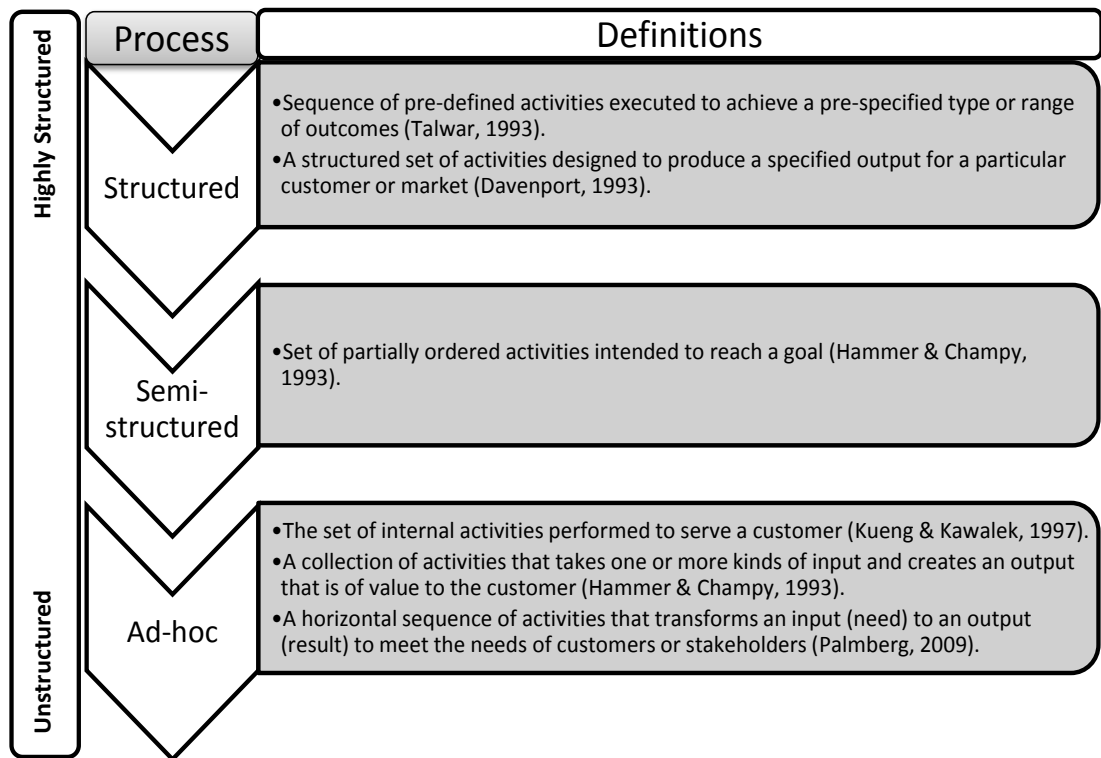 Highly Structured
Unstructured
Process
Definitions
Structured
•Sequence of pre-defined activities executed to achieve a pre-specified type or range
of outcomes (Talwar, 1993).
•A structured set of activities designed to produce a specified output for a particular
customer or market (Davenport, 1993).
Semi-
structured
•Set of partially ordered activities intended to reach a goal (Hammer & Champy,
1993).
Ad-hoc
•The set of internal activities performed to serve a customer (Kueng & Kawalek, 1997).
•A collection of activities that takes one or more kinds of input and creates an output
that is of value to the customer (Hammer & Champy, 1993).
•A horizontal sequence of activities that transforms an input (need) to an output
(result) to meet the needs of customers or stakeholders (Palmberg, 2009).